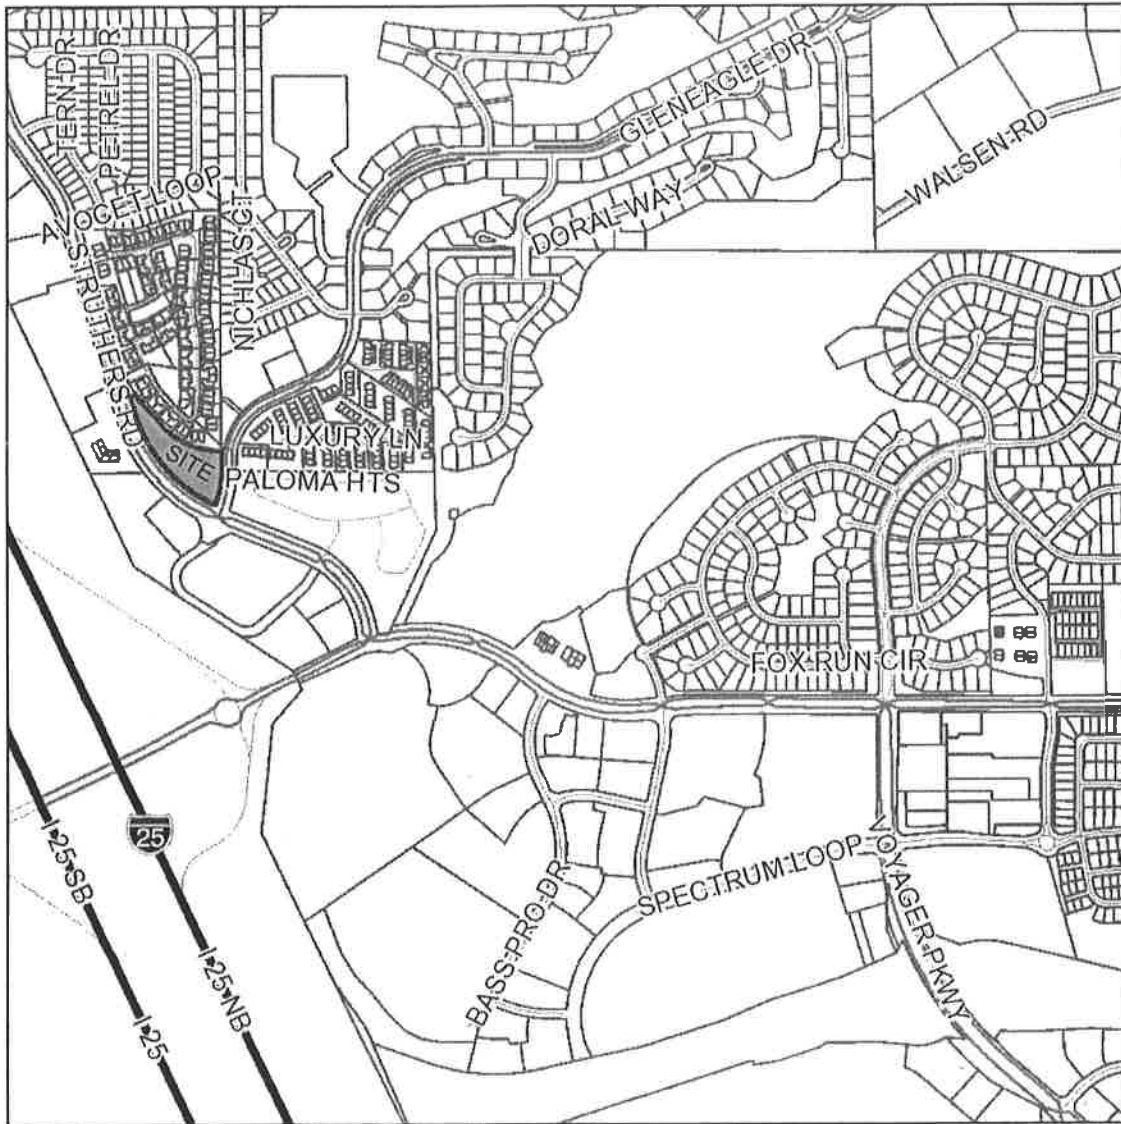 TERN DR
PETREL DR
GLENEAGLE DR
WALSEN RD
AVOCET LOOP
DORAL WAY
NICHLAS CT
STRUTHERS RD
LUXURY LN
SITE
PALOMA HTS
FOX RUN CIR
25
I 25 SB
I 25 NB
I 25
SPECTRUM LOOP
VOYAGER PKWY
BASS PRO DR